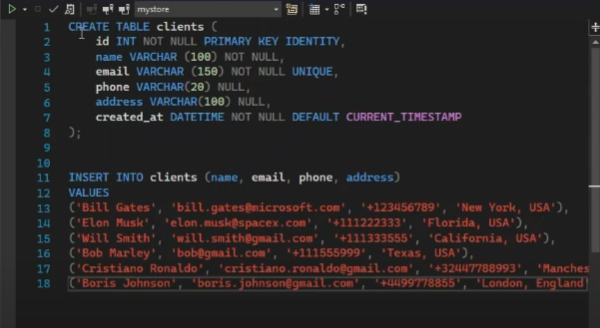 mystore
1 CREATE TABLE clients (
2 id INT NOT NULL PRIMARY KEY IDENTITY,
3 name VARCHAR (100) NOT NULL,
4 email VARCHAR (150) NOT NULL UNIQUE,
5 phone VARCHAR(20) NULL,
6 address VARCHAR(100) NULL,
7 created_at DATETIME NOT NULL DEFAULT CURRENT_TIMESTAMP
8 );
9
10
11 INSERT INTO clients (name, email, phone, address)
12 VALUES
13 ('Bill Gates', 'bill.gates@microsoft.com', '+123456789', 'New York, USA'),
14 ('Elon Musk', 'elon.musk@spacex.com', '+111222333', 'Florida, USA'),
15 ('Will Smith', 'will.smith@gmail.com', '+111333555', 'California, USA'),
16 ('Bob Marley', 'bob@gmail.com', '+111555999', 'Texas, USA'),
17 ('Cristiano Ronaldo', 'cristiano.ronaldo@gmail.com', '+32447788993', 'Manches
18 ('Boris Johnson', 'boris.johnson@gmail.com', '+4499778855', 'London, England'